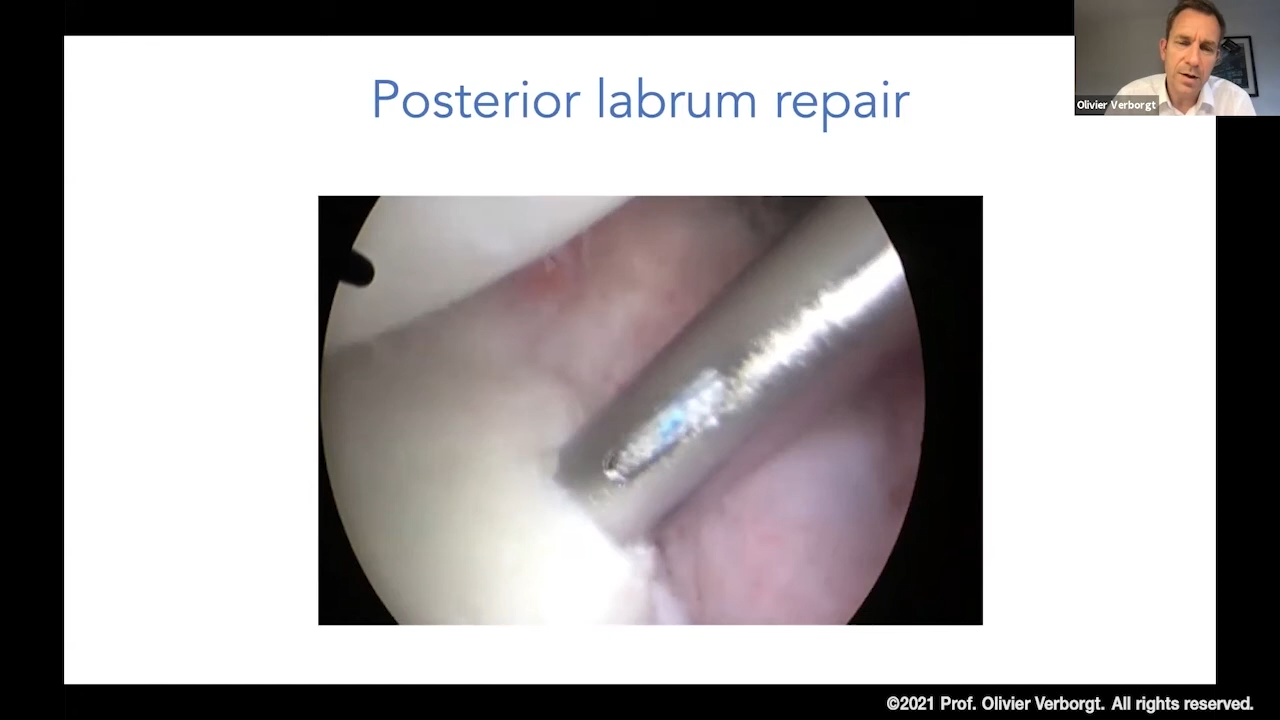 Posterior labrum repair
Olivier Verborgt
©2021 Prof. Olivier Verborgt. All rights reserved.